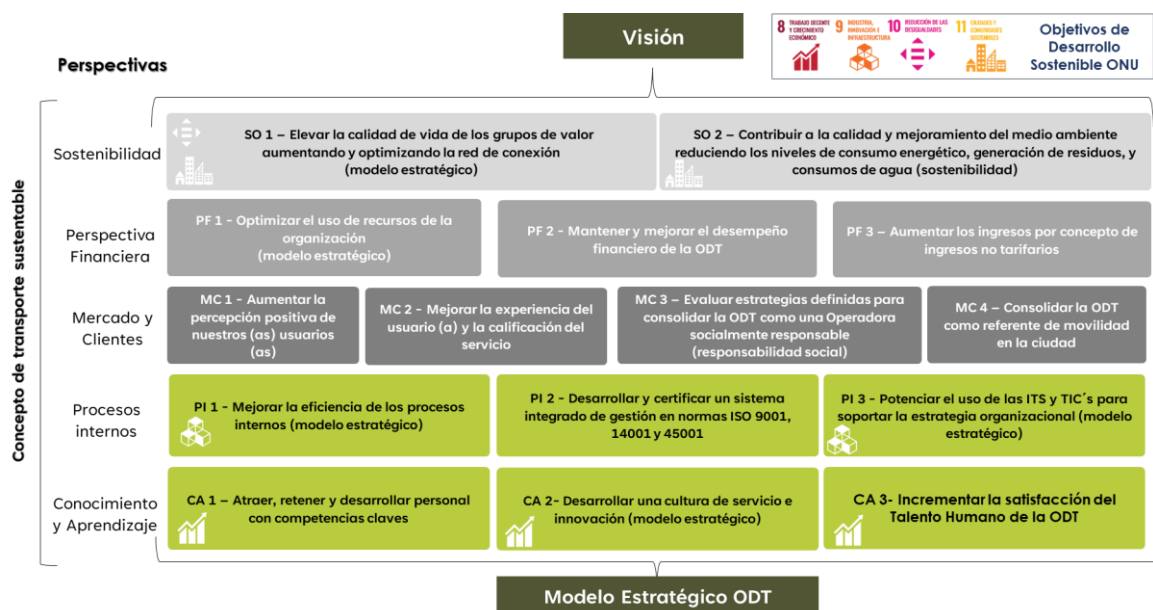 Visión
8 TRABAJO DECENTE
Y CRECIMIENTO
ECONÓMICO
9 INDUSTRIA,
INNOVACIÓN E
INFRAESTRUCTURA
10 REDUCCIÓN DE LAS
DESIGUALDADES
11 CIUDADES Y
COMUNIDADES
SOSTENIBLES
Objetivos de
Desarrollo
Sostenible ONU
Perspectivas
Concepto de transporte sustentable
Sostenibilidad
SO 1 – Elevar la calidad de vida de los grupos de valor
aumentando y optimizando la red de conexión
(modelo estratégico)
SO 2 – Contribuir a la calidad y mejoramiento del medio ambiente
reduciendo los niveles de consumo energético, generación de residuos, y
consumos de agua (sostenibilidad)
Perspectiva
Financiera
PF 1 - Optimizar el uso de recursos de la
organización
(modelo estratégico)
PF 2 - Mantener y mejorar el desempeño
financiero de la ODT
PF 3 – Aumentar los ingresos por concepto de
ingresos no tarifarios
Mercado y
Clientes
MC 1 - Aumentar la
percepción positiva de
nuestros (as) usuarios
(as)
MC 2 - Mejorar la experiencia del
usuario (a) y la calificación del
servicio
MC 3 – Evaluar estrategias definidas para
consolidar la ODT como una Operadora
socialmente responsable
(responsabilidad social)
MC 4 – Consolidar la ODT
como referente de movilidad
en la ciudad
Procesos
internos
PI 1 - Mejorar la eficiencia de los procesos
internos (modelo estratégico)
PI 2 - Desarrollar y certificar un sistema
integrado de gestión en normas ISO 9001,
14001 y 45001
PI 3 - Potenciar el uso de las ITS y TIC´s para
soportar la estrategia organizacional (modelo
estratégico)
Conocimiento
y Aprendizaje
CA 1 – Atraer, retener y desarrollar personal
con competencias claves
CA 2- Desarrollar una cultura de servicio e
innovación (modelo estratégico)
CA 3- Incrementar la satisfacción del
Talento Humano de la ODT
Modelo Estratégico ODT